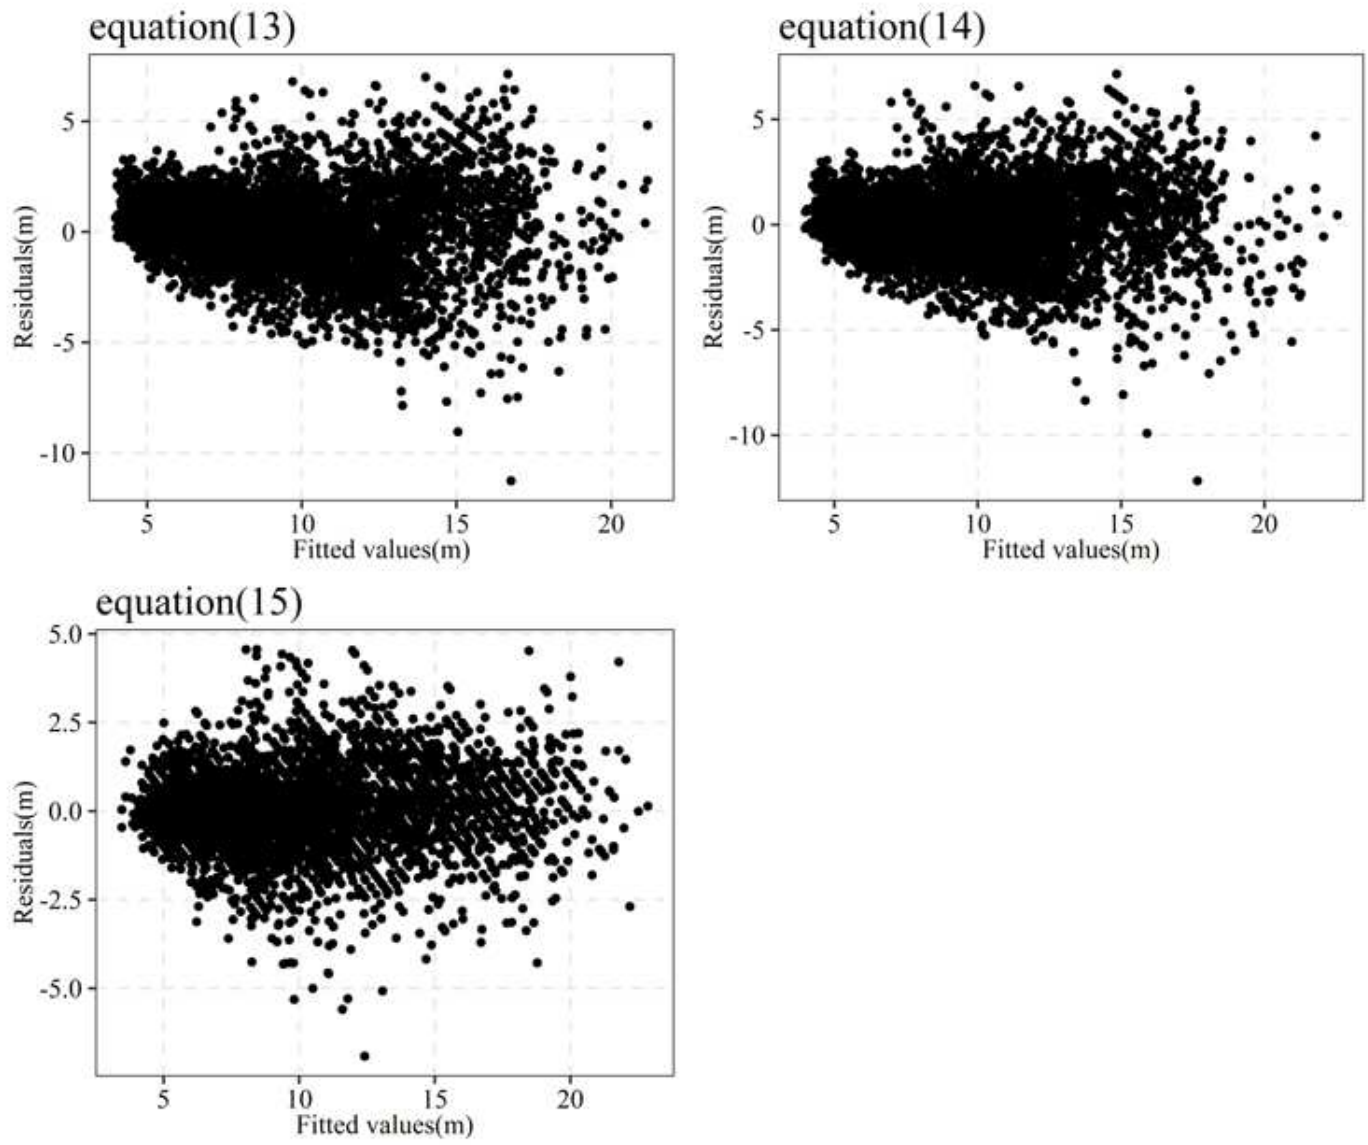 equation(13)
5
0
-5
-10
Residuals(m)
5 10 15 20
Fitted values(m)
equation(14)
5
0
-5
-10
Residuals(m)
5 10 15 20
Fitted values(m)
equation(15)
5.0
2.5
0.0
-2.5
-5.0
Residuals(m)
5 10 15 20
Fitted values(m)